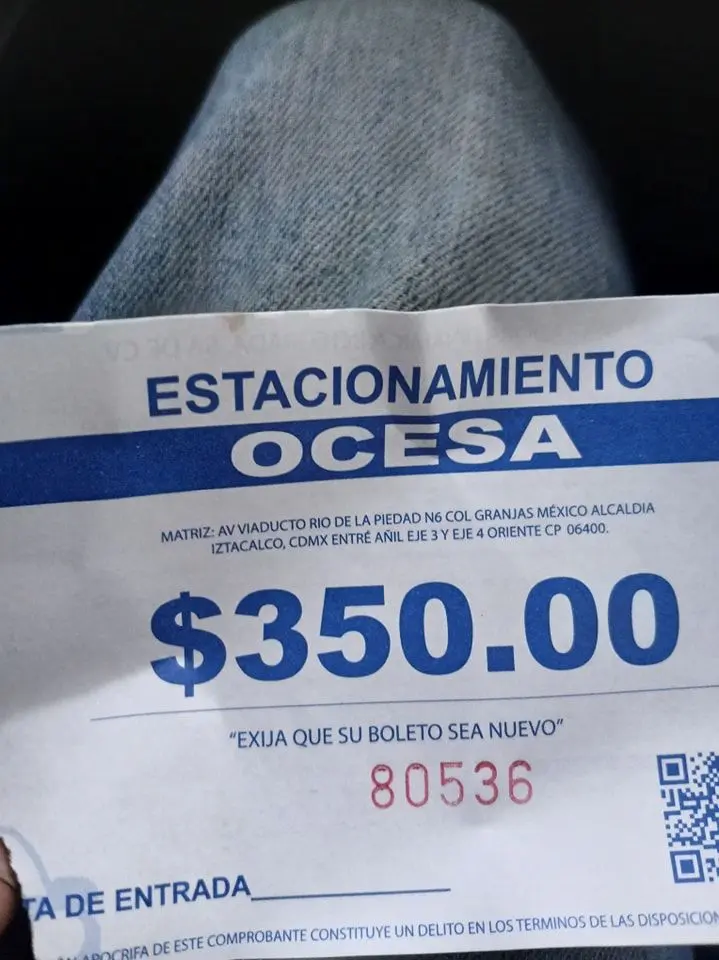 ESTACIONAMIENTO
OCESA
MATRIZ: AV VIADUCTO RIO DE LA PIEDAD N6 COL GRANJAS MÉXICO ALCALDIA
IZTACALCO, CDMX ENTRÉ AÑIL EJE 3 Y EJE 4 ORIENTE CP 06400.
$350.00
“EXIJA QUE SU BOLETO SEA NUEVO”
80536
TA DE ENTRADA
APOCRIFA DE ESTE COMPROBANTE CONSTITUYE UN DELITO EN LOS TERMINOS DE LAS DISPOSICION